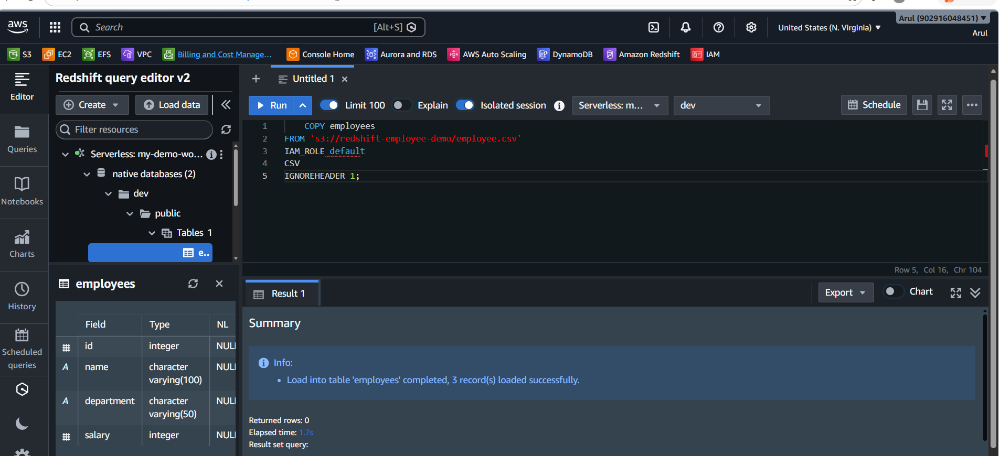 aws
Search
[Alt+S]
United States (N. Virginia)
Arul (902916048451)
Arul
S3
EC2
EFS
VPC
Billing and Cost Manage...
Console Home
Aurora and RDS
AWS Auto Scaling
DynamoDB
Amazon Redshift
IAM
Editor
Queries
Notebooks
Charts
History
Scheduled
queries
Redshift query editor v2
Create
Load data
Filter resources
Serverless: my-demo-wo...
native databases (2)
dev
public
Tables 1
e..
employees
Field Type NL
id integer NULL
name character
varying(100) NULL
department character
varying(50) NULL
salary integer NULL
Untitled 1
Run
Limit 100
Explain
Isolated session
Serverless: m...
dev
Schedule
1 COPY employees
2 FROM 's3://redshift-employee-demo/employee.csv'
3 IAM_ROLE default
4 CSV
5 IGNOREHEADER 1;
Row 5, Col 16, Chr 104
Result 1
Export
Chart
Summary
Info:
• Load into table 'employees' completed, 3 record(s) loaded successfully.
Returned rows: 0
Elapsed time: 1.7s
Result set query: